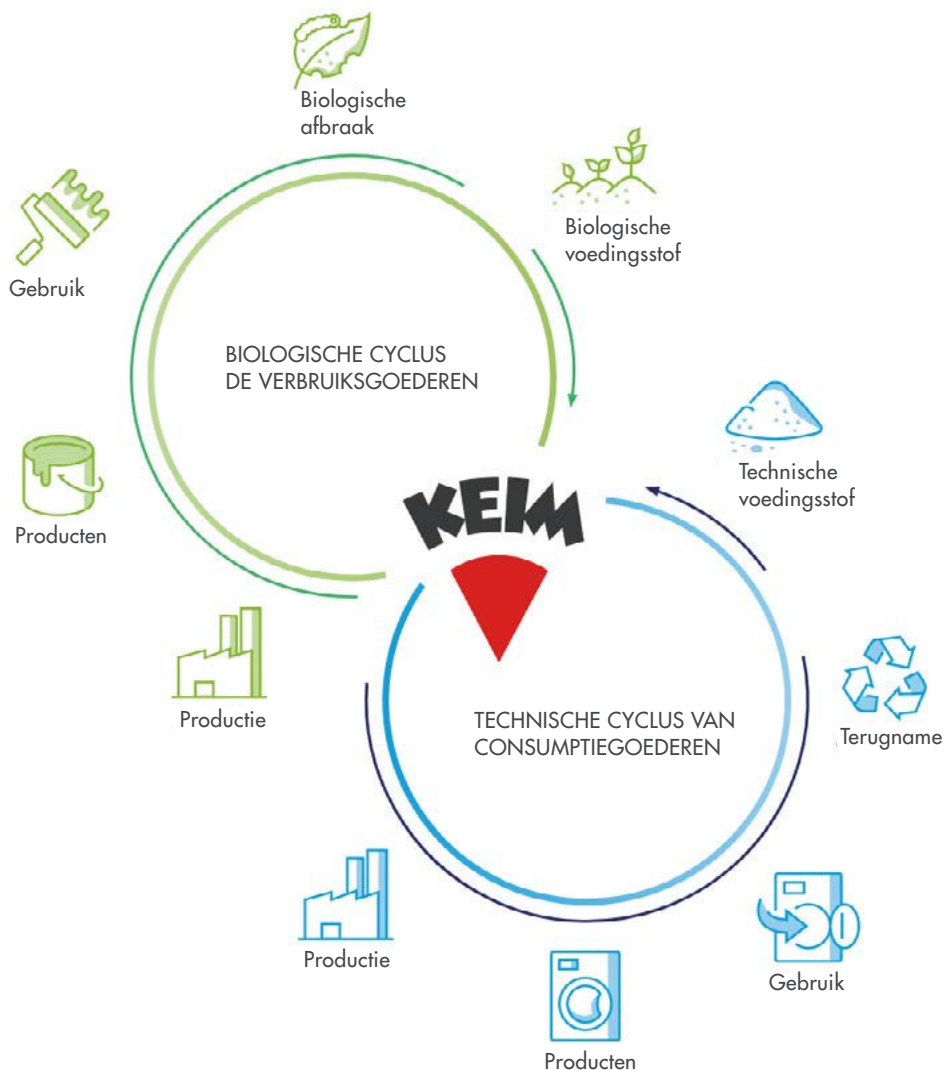 Biologische
afbraak
Biologische
voedingsstof
Gebruik
BIOLOGISCHE CYCLUS
DE VERBRUIKSGOEDEREN
Producten
Productie
KEIM
Technische
voedingsstof
TECHNISCHE CYCLUS VAN
CONSUMPTIEGOEDEREN
Terugname
Productie
Producten
Gebruik